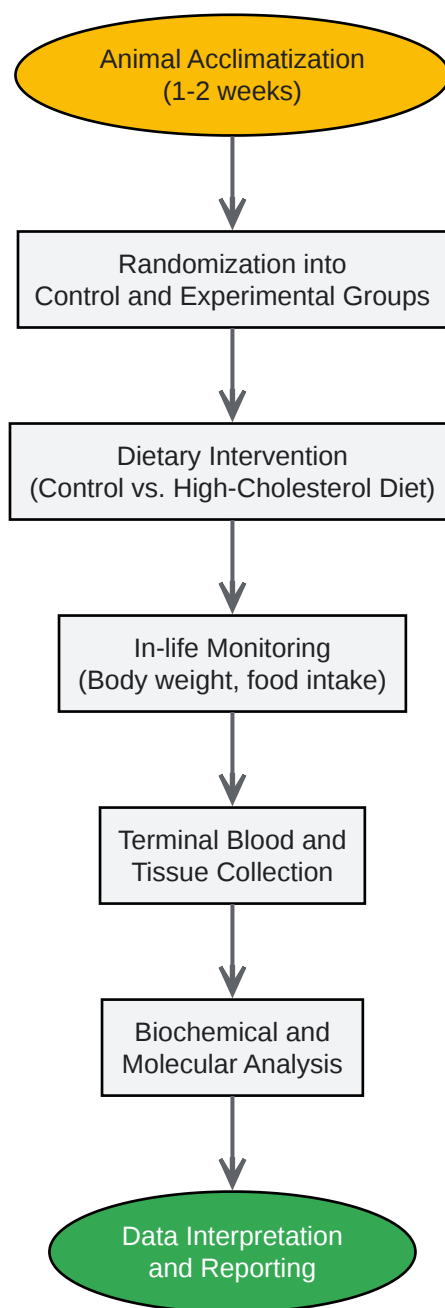 Animal Acclimatization
(1-2 weeks)
Randomization into
Control and Experimental Groups
Dietary Intervention
(Control vs. High-Cholesterol Diet)
In-life Monitoring
(Body weight, food intake)
Terminal Blood and
Tissue Collection
Biochemical and
Molecular Analysis
Data Interpretation
and Reporting